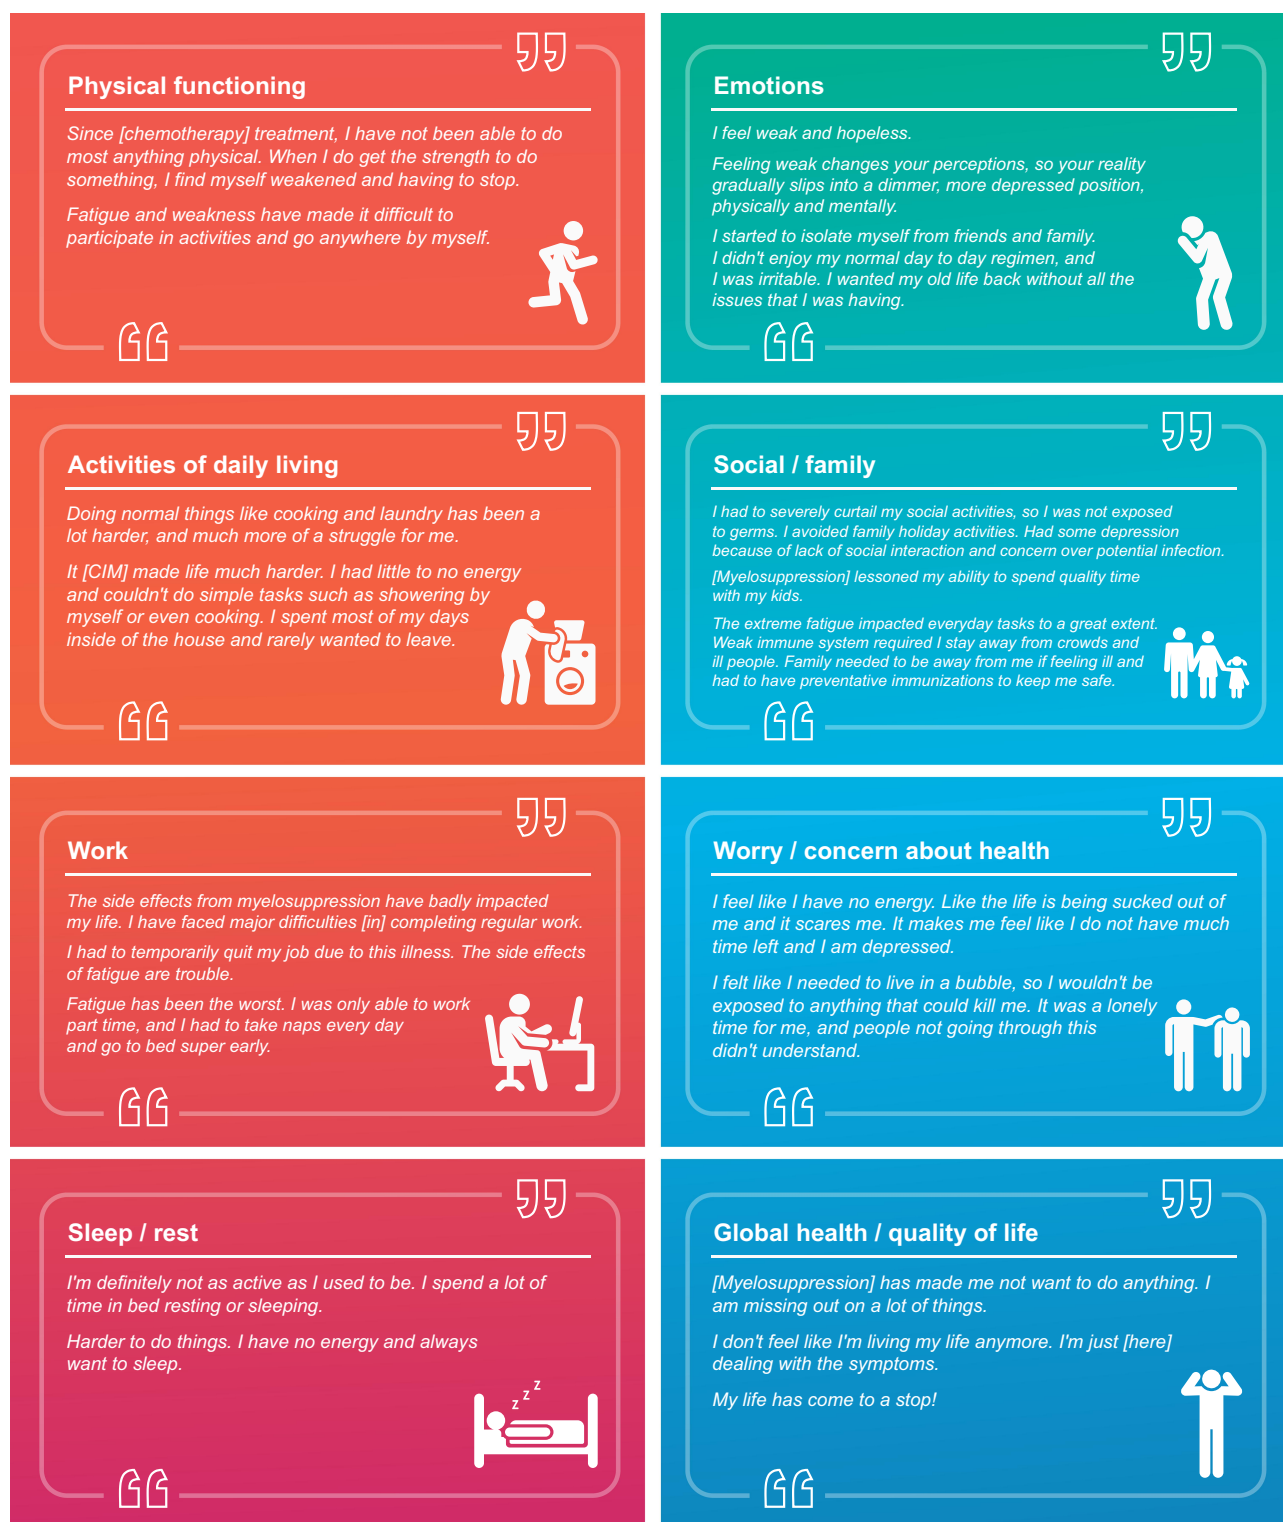 Physical functioning
Since [chemotherapy] treatment, I have not been able to do
most anything physical. When I do get the strength to do
something, I find myself weakened and having to stop.
Fatigue and weakness have made it difficult to
participate in activities and go anywhere by myself.
Emotions
I feel weak and hopeless.
Feeling weak changes your perceptions, so your reality
gradually slips into a dimmer, more depressed position,
physically and mentally.
I started to isolate myself from friends and family.
I didn't enjoy my normal day to day regimen, and
I was irritable. I wanted my old life back without all the
issues that I was having.
Activities of daily living
Doing normal things like cooking and laundry has been a
lot harder, and much more of a struggle for me.
It [CIM] made life much harder. I had little to no energy
and couldn't do simple tasks such as showering by
myself or even cooking. I spent most of my days
inside of the house and rarely wanted to leave.
Social / family
I had to severely curtail my social activities, so I was not exposed
to germs. I avoided family holiday activities. Had some depression
because of lack of social interaction and concern over potential infection.
[Myelosuppression] lessoned my ability to spend quality time
with my kids.
The extreme fatigue impacted everyday tasks to a great extent.
Weak immune system required I stay away from crowds and
ill people. Family needed to be away from me if feeling ill and
had to have preventative immunizations to keep me safe.
Work
The side effects from myelosuppression have badly impacted
my life. I have faced major difficulties [in] completing regular work.
I had to temporarily quit my job due to this illness. The side effects
of fatigue are trouble.
Fatigue has been the worst. I was only able to work
part time, and I had to take naps every day
and go to bed super early.
Worry / concern about health
I feel like I have no energy. Like the life is being sucked out of
me and it scares me. It makes me feel like I do not have much
time left and I am depressed.
I felt like I needed to live in a bubble, so I wouldn't be
exposed to anything that could kill me. It was a lonely
time for me, and people not going through this
didn't understand.
Sleep / rest
I'm definitely not as active as I used to be. I spend a lot of
time in bed resting or sleeping.
Harder to do things. I have no energy and always
want to sleep.
z z z
Global health / quality of life
[Myelosuppression] has made me not want to do anything. I
am missing out on a lot of things.
I don't feel like I'm living my life anymore. I'm just [here]
dealing with the symptoms.
My life has come to a stop!